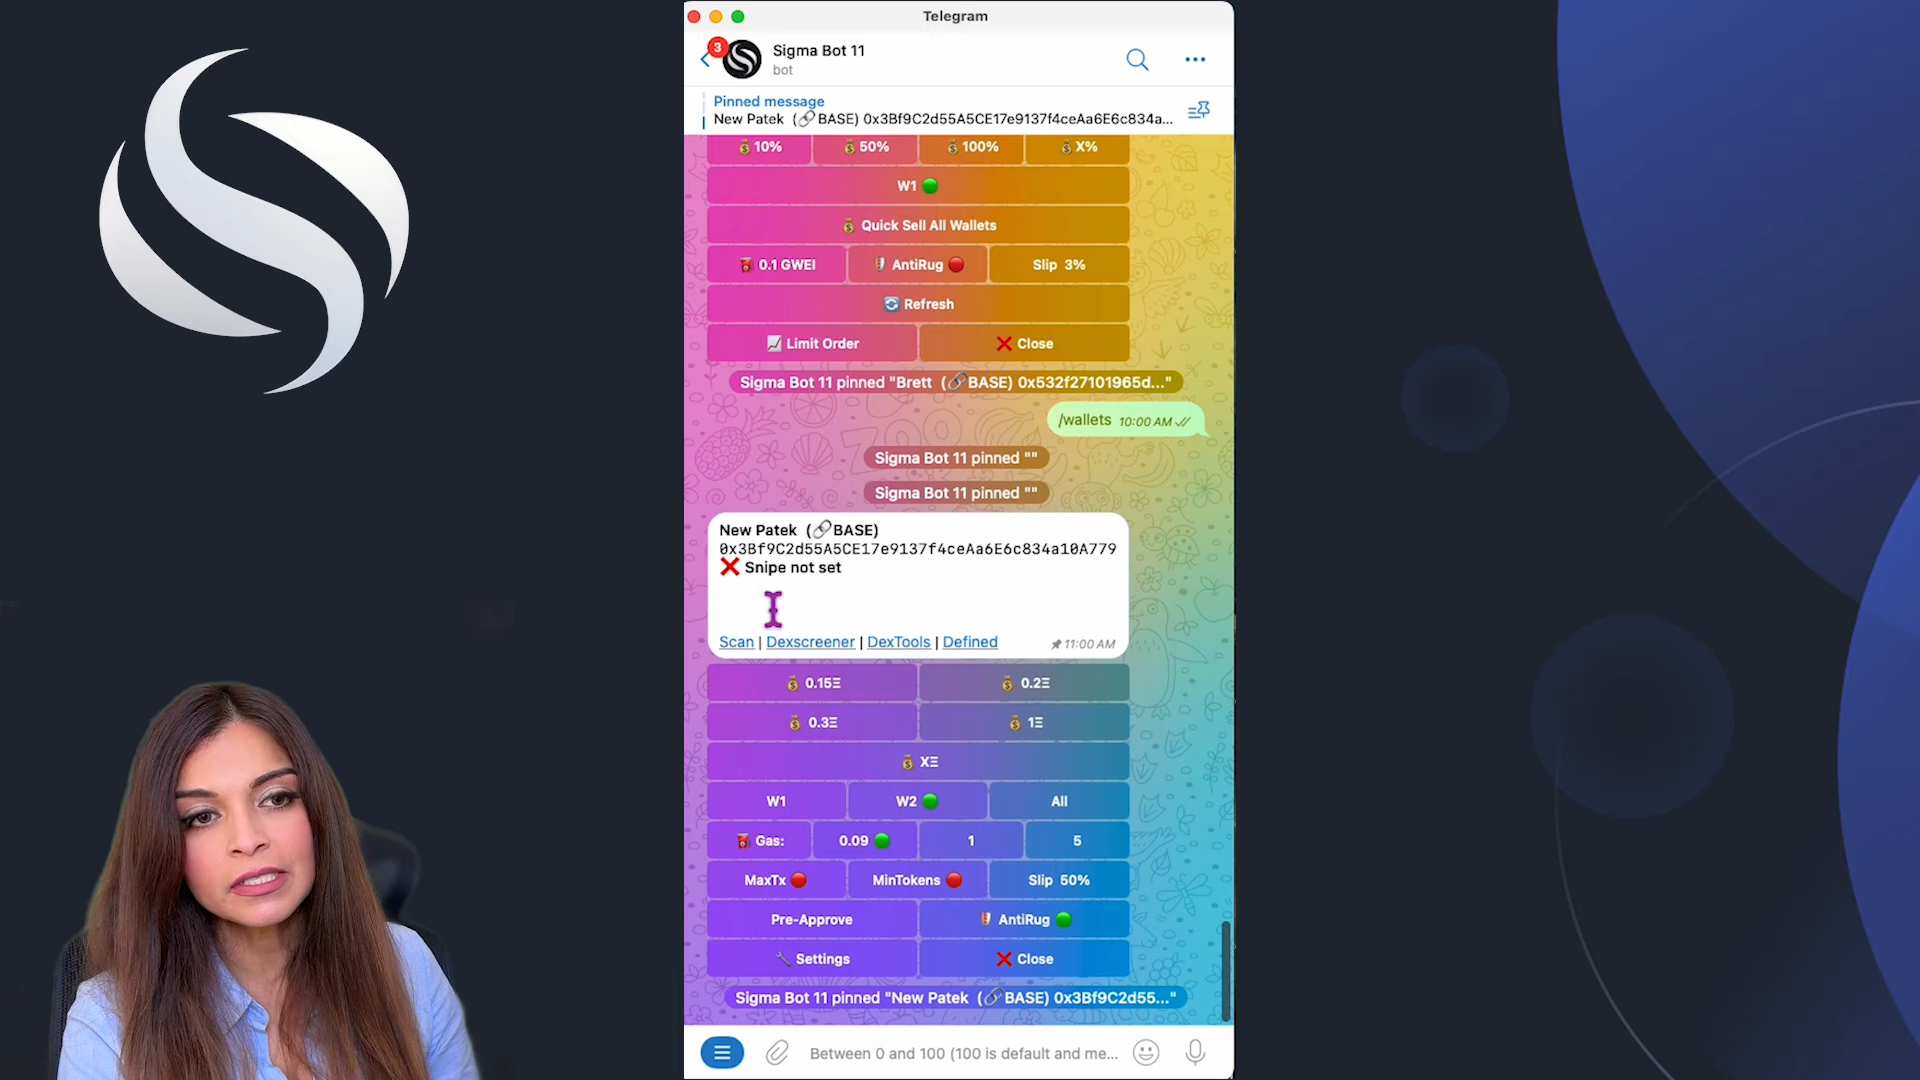 Telegram
3
Sigma Bot 11
bot
Pinned message
New Patek (🔗BASE) 0x3Bf9C2d55A5CE17e9137f4ceAa6E6c834a...
💰 10% 💰 50% 💰 100% 💰 X%
W1 🟢
💰 Quick Sell All Wallets
⛽ 0.1 GWEI AntiRug 🔴 Slip 3%
🔄 Refresh
📈 Limit Order ❌ Close
Sigma Bot 11 pinned "Brett (🔗BASE) 0x532f27101965d..."
/wallets 10:00 AM
Sigma Bot 11 pinned ""
Sigma Bot 11 pinned ""
New Patek (🔗BASE)
0x3Bf9C2d55A5CE17e9137f4ceAa6E6c834a10A779
❌ Snipe not set
Scan | Dexscreener | DexTools | Defined 11:00 AM
💰 0.15Ξ 💰 0.2Ξ
💰 0.3Ξ 💰 1Ξ
💰 XΞ
W1 W2 🟢 All
⛽ Gas: 0.09 🟢 1 5
MaxTx 🔴 MinTokens 🔴 Slip 50%
Pre-Approve AntiRug 🟢
🔧 Settings ❌ Close
Sigma Bot 11 pinned "New Patek (🔗BASE) 0x3Bf9C2d55..."
Between 0 and 100 (100 is default and me...